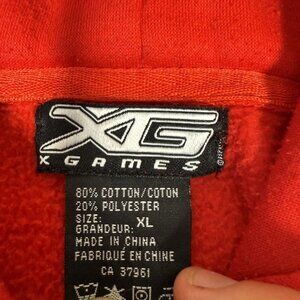 XG
X GAMES
80% COTTON/COTON
20% POLYESTER
SIZE: XL
GRANDEUR:
MADE IN CHINA
FABRIQUÉ EN CHINE
CA 37961